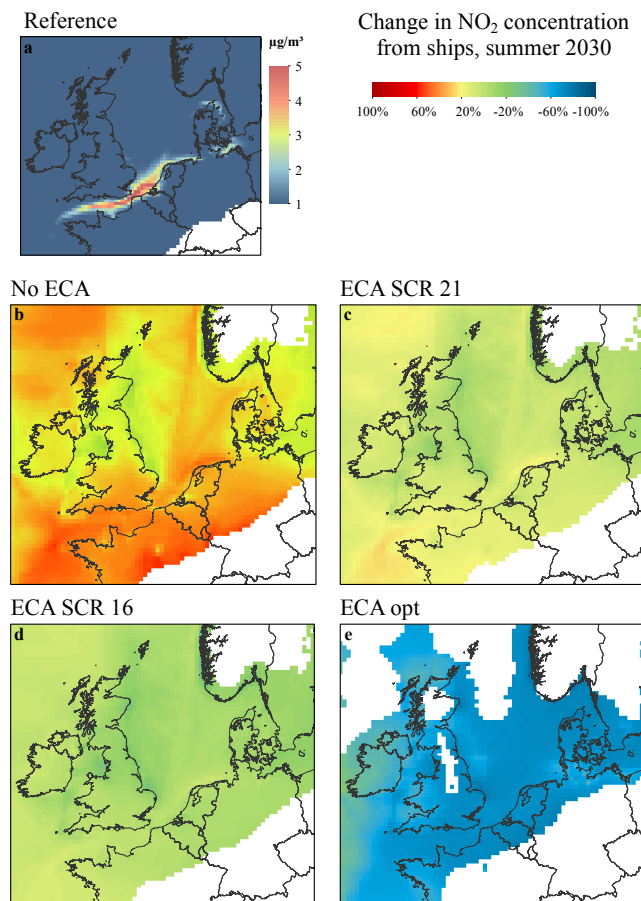 Reference
Change in NO₂ concentration
from ships, summer 2030
a
µg/m³
5
4
3
2
1
100% 60% 20% -20% -60% -100%
No ECA
ECA SCR 21
b
c
ECA SCR 16
ECA opt
d
e